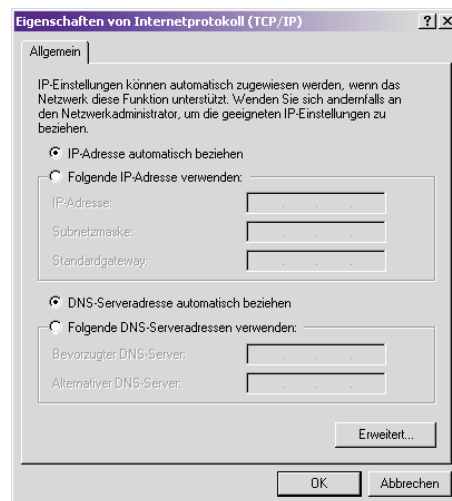 Eigenschaften von Internetprotokoll (TCP/IP)
Allgemein
IP-Einstellungen können automatisch zugewiesen werden, wenn das
Netzwerk diese Funktion unterstützt. Wenden Sie sich andernfalls an
den Netzwerkadministrator, um die geeigneten IP-Einstellungen zu
beziehen.
IP-Adresse automatisch beziehen
Folgende IP-Adresse verwenden:
IP-Adresse:
Subnetzmaske:
Standardgateway:
DNS-Serveradresse automatisch beziehen
Folgende DNS-Serveradressen verwenden:
Bevorzugter DNS-Server:
Alternativer DNS-Server:
Erweitert...
OK Abbrechen